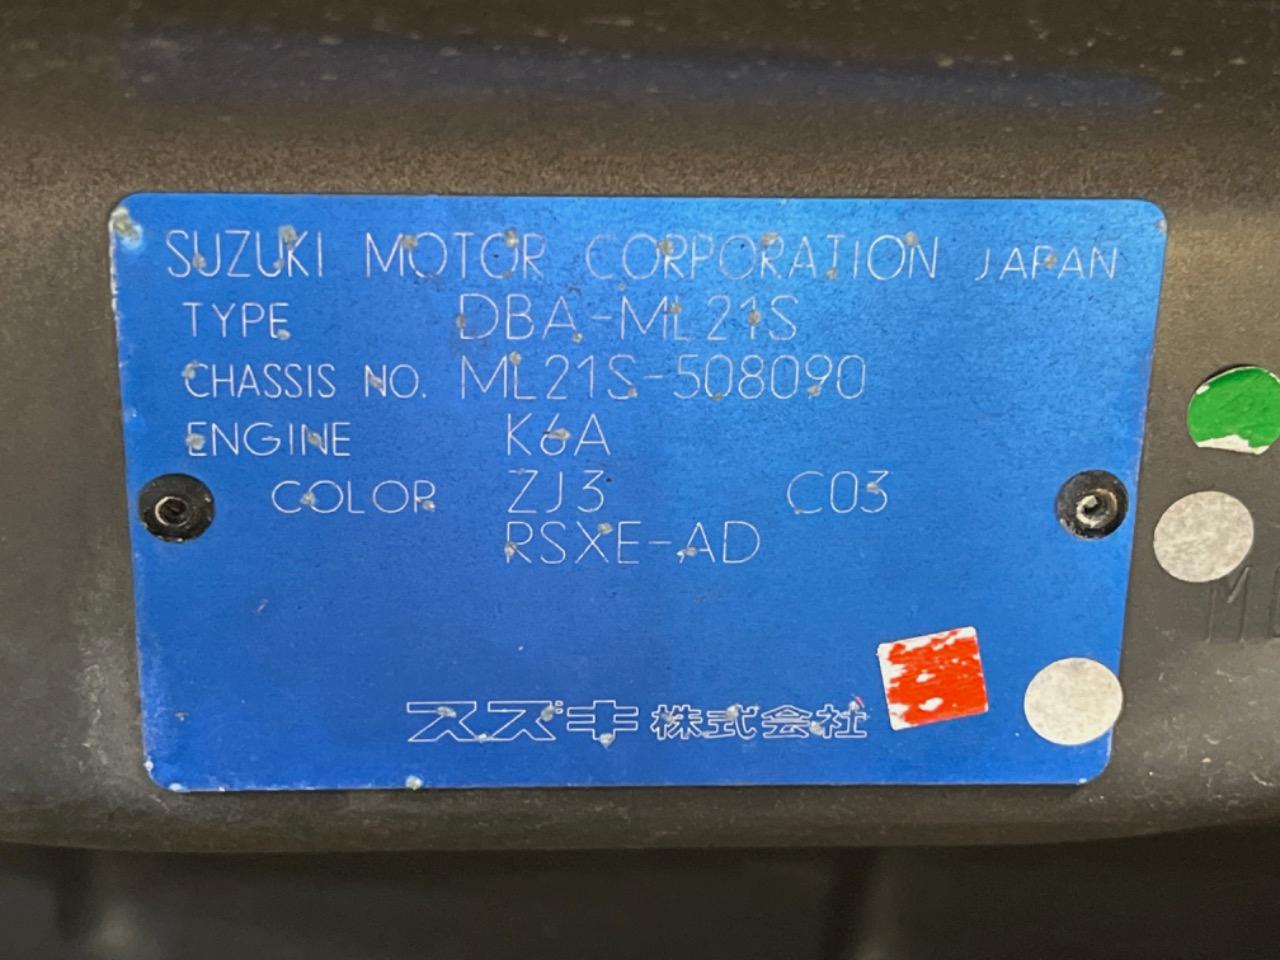 SUZUKI MOTOR CORPORATION JAPAN
TYPE DBA-ML21S
CHASSIS NO. ML21S-508090
ENGINE K6A
COLOR ZJ3 C03
RSXE-AD
スズキ株式会社